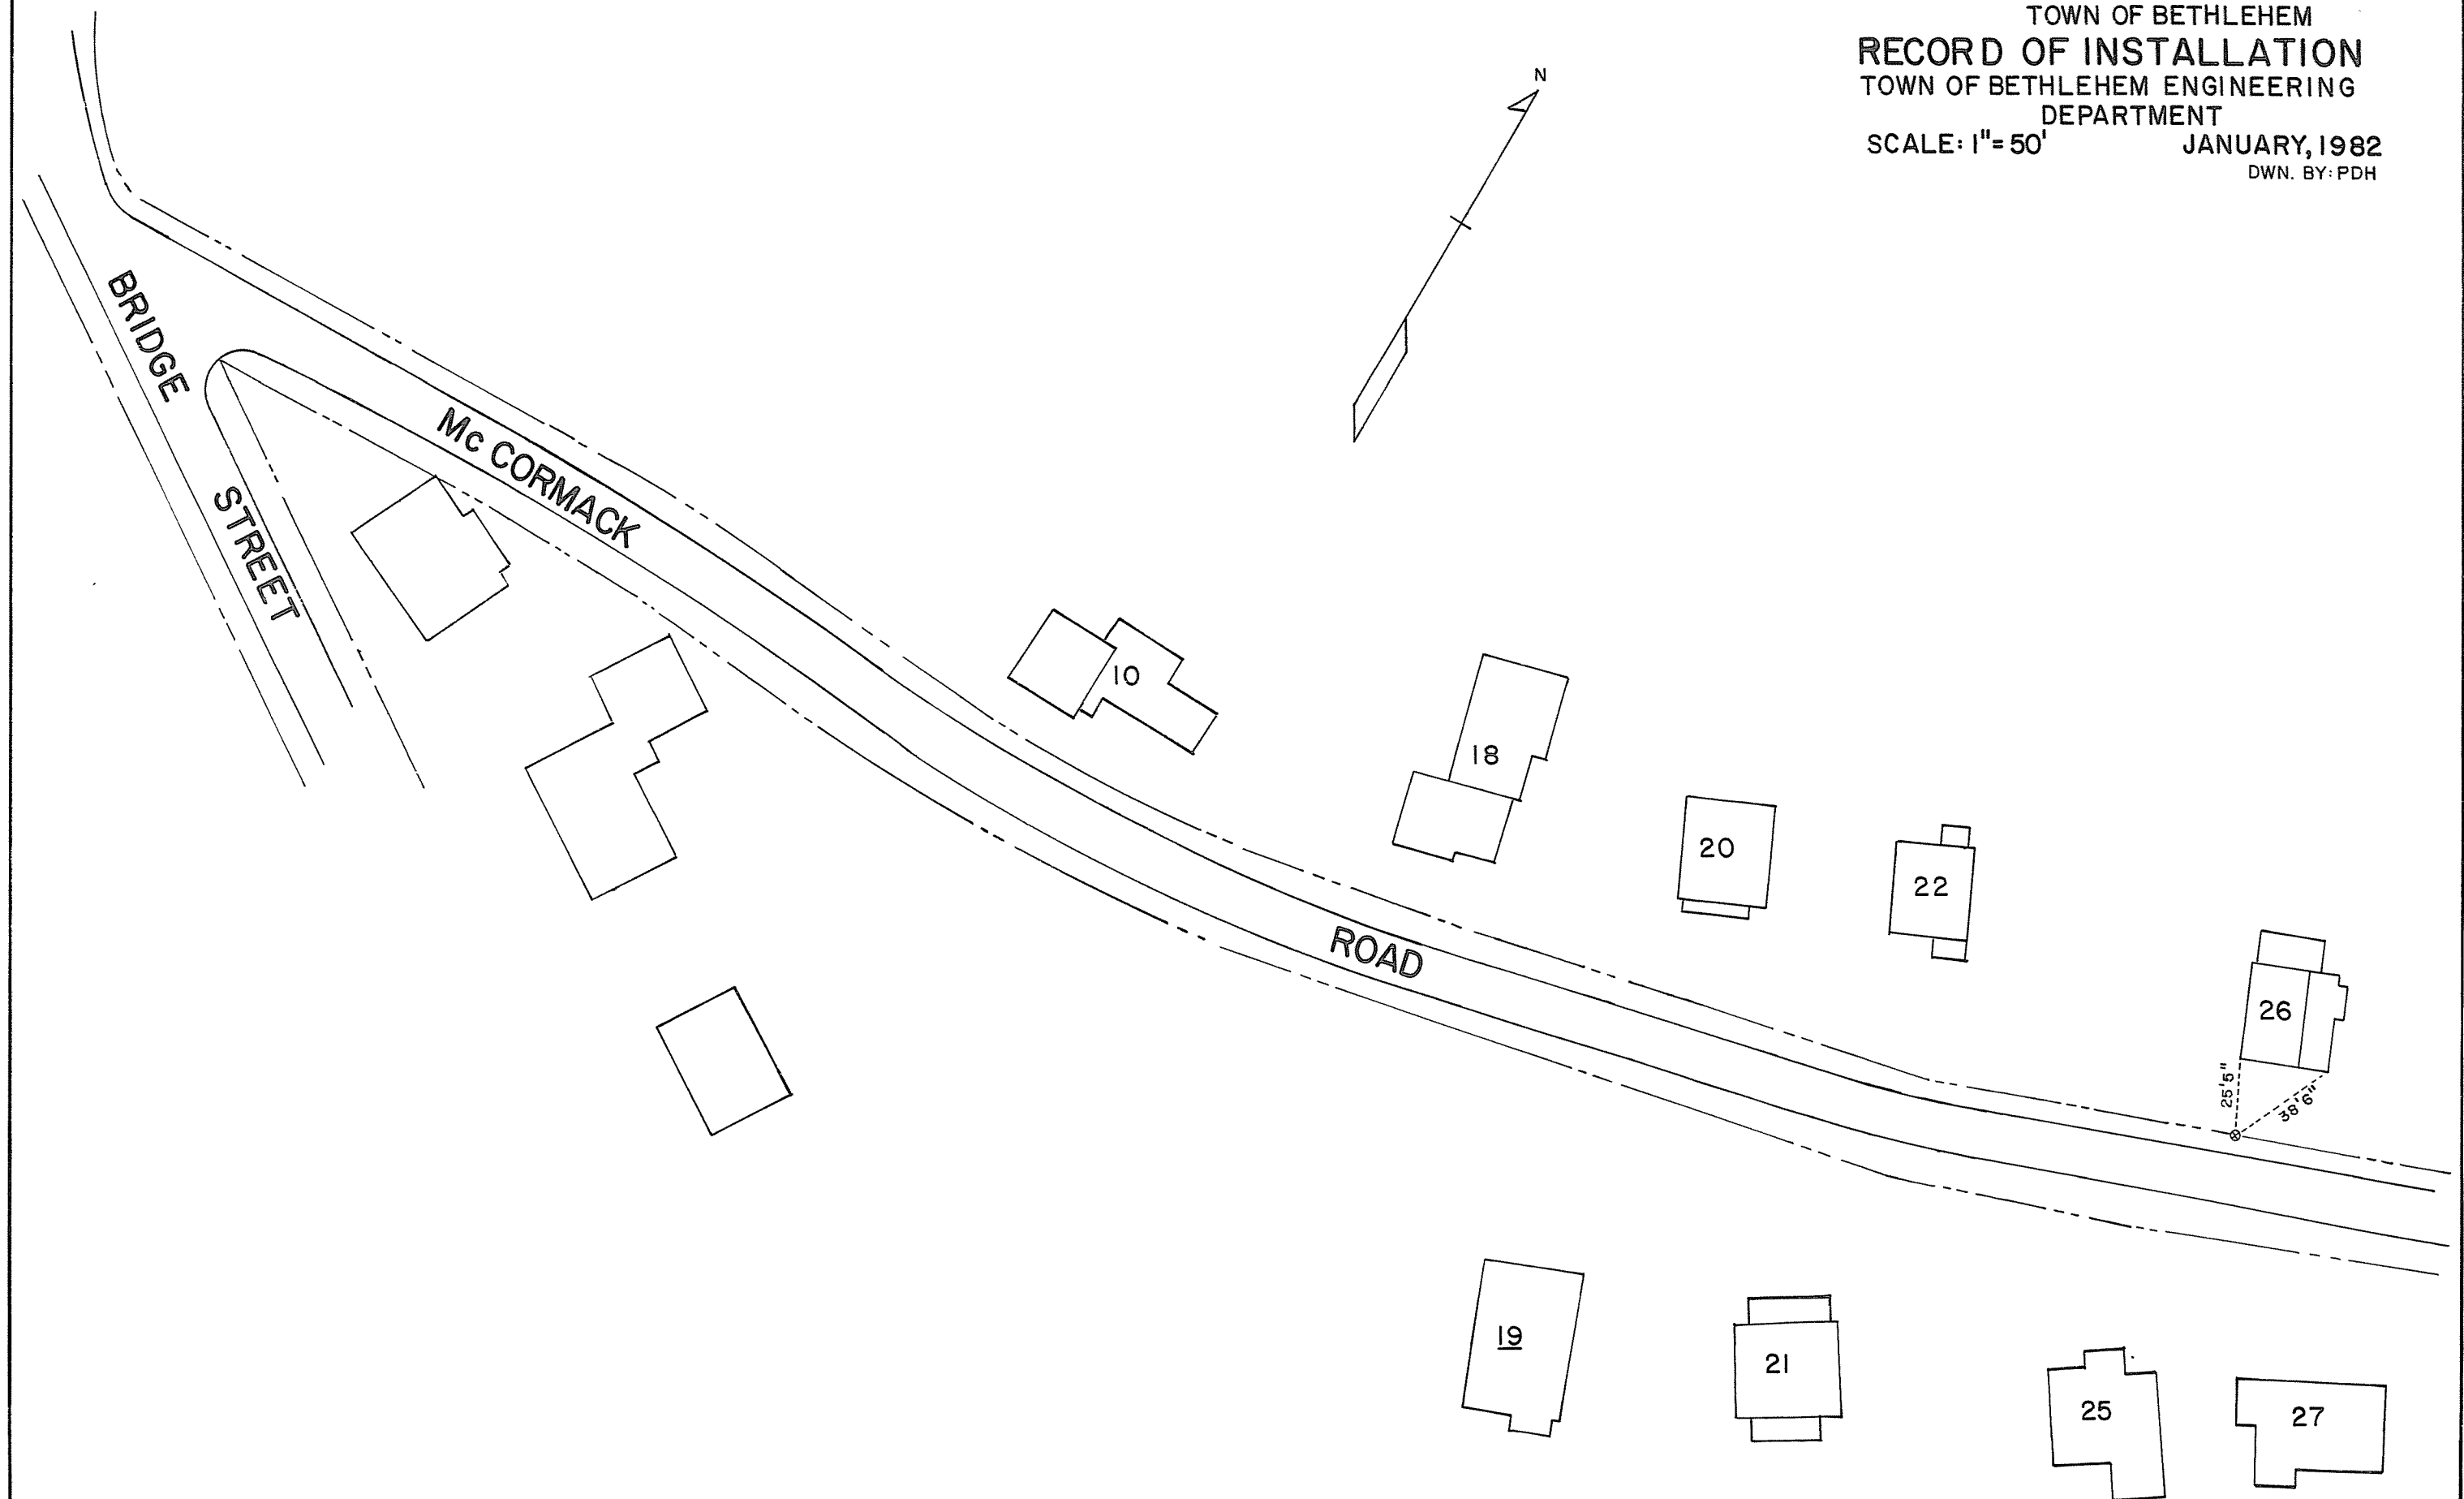 TOWN OF BETHLEHEM
RECORD OF INSTALLATION
TOWN OF BETHLEHEM ENGINEERING
DEPARTMENT
SCALE: 1"=50' JANUARY, 1982
DWN. BY: PDH
N
BRIDGE
STREET
Mc CORMACK
ROAD
10
18
20
22
26
25'5"
38'6"
19
21
25
27